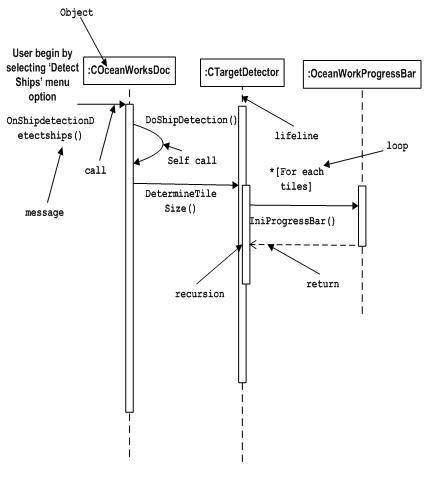 Object
User begin by
selecting 'Detect
Ships' menu
option
:COceanWorksDoc
:CTargetDetector
:OceanWorkProgressBar
OnShipdetectionD
etectships()
DoShipDetection()
lifeline
loop
call
Self call
*[For each
tiles]
message
DetermineTile
Size()
IniProgressBar()
recursion
return